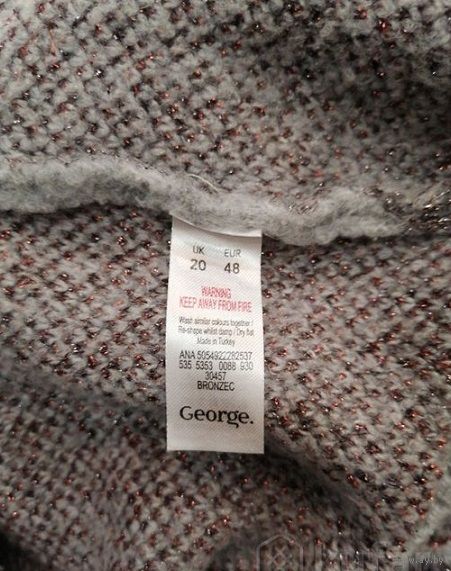 UK EUR
20 48
WARNING
KEEP AWAY FROM FIRE
Wash similar colours together /
Re-shape whilst damp / Dry flat
Made in Turkey
ANA 5054922282537
535 5353 0088 930
30457
BRONZEC
George.